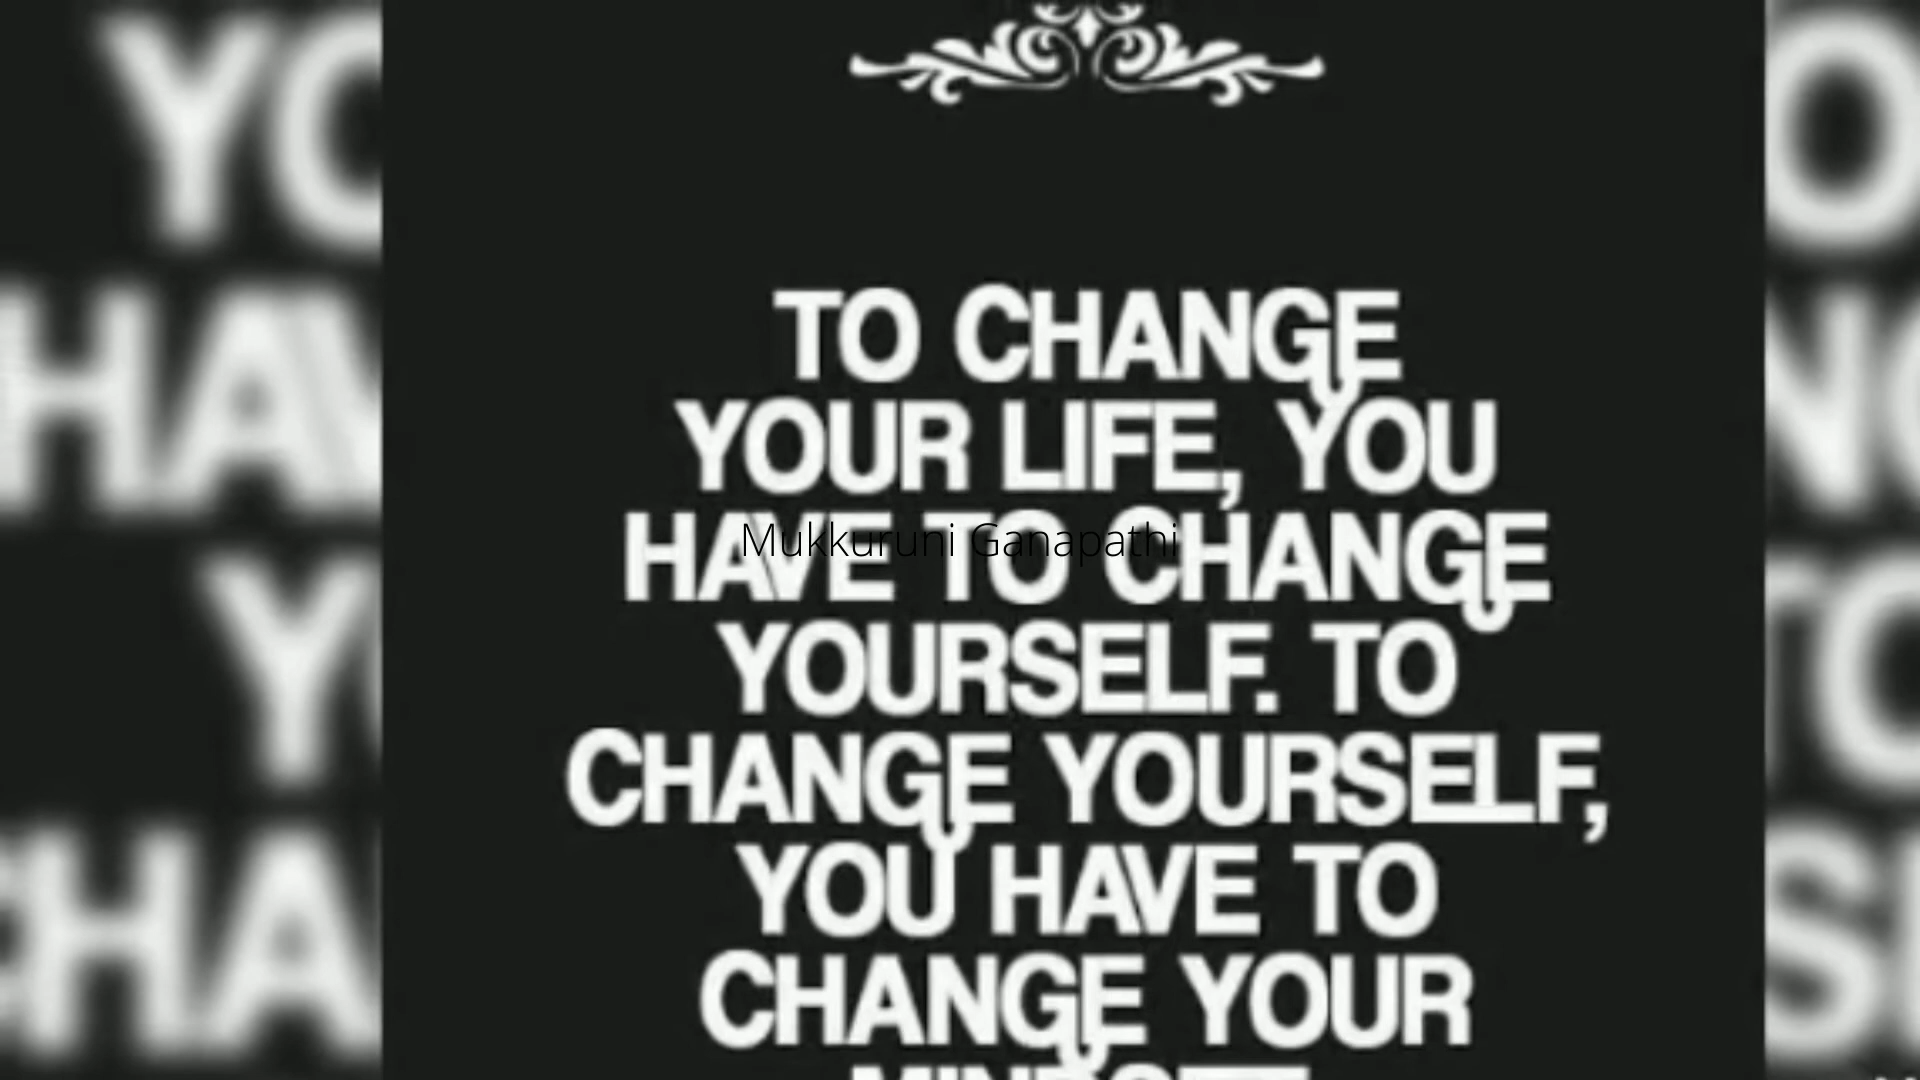 TO CHANGE
YOUR LIFE, YOU
HAVE TO CHANGE
Mukkuruni Ganapathi
YOURSELF. TO
CHANGE YOURSELF,
YOU HAVE TO
CHANGE YOUR